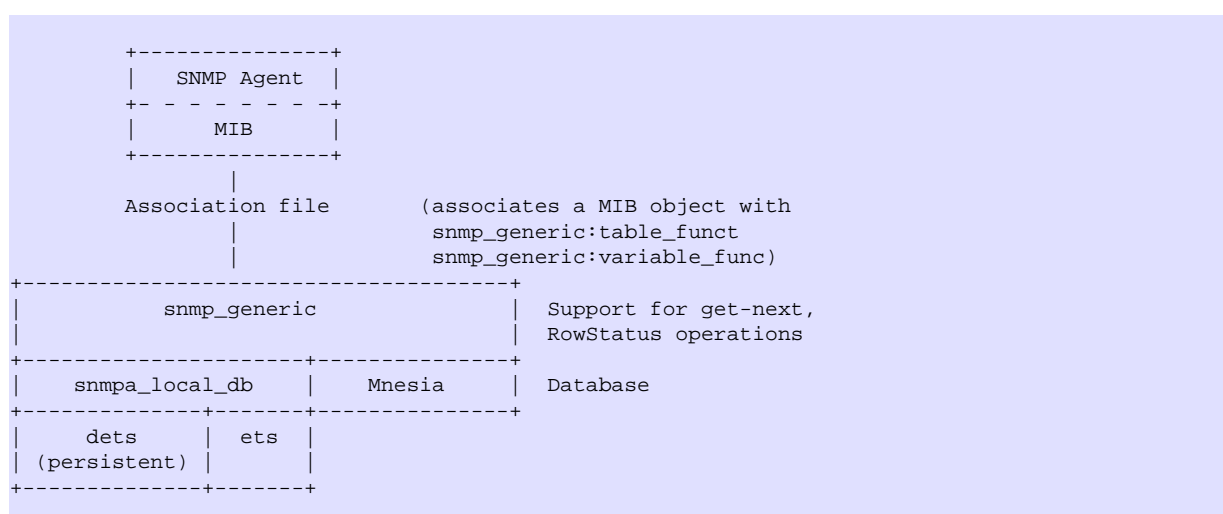 SNMP Agent
MIB
Association file (associates a MIB object with
snmp_generic:table_funct
snmp_generic:variable_func)
snmp_generic Support for get-next,
RowStatus operations
snmpa_local_db Mnesia Database
dets ets
(persistent)